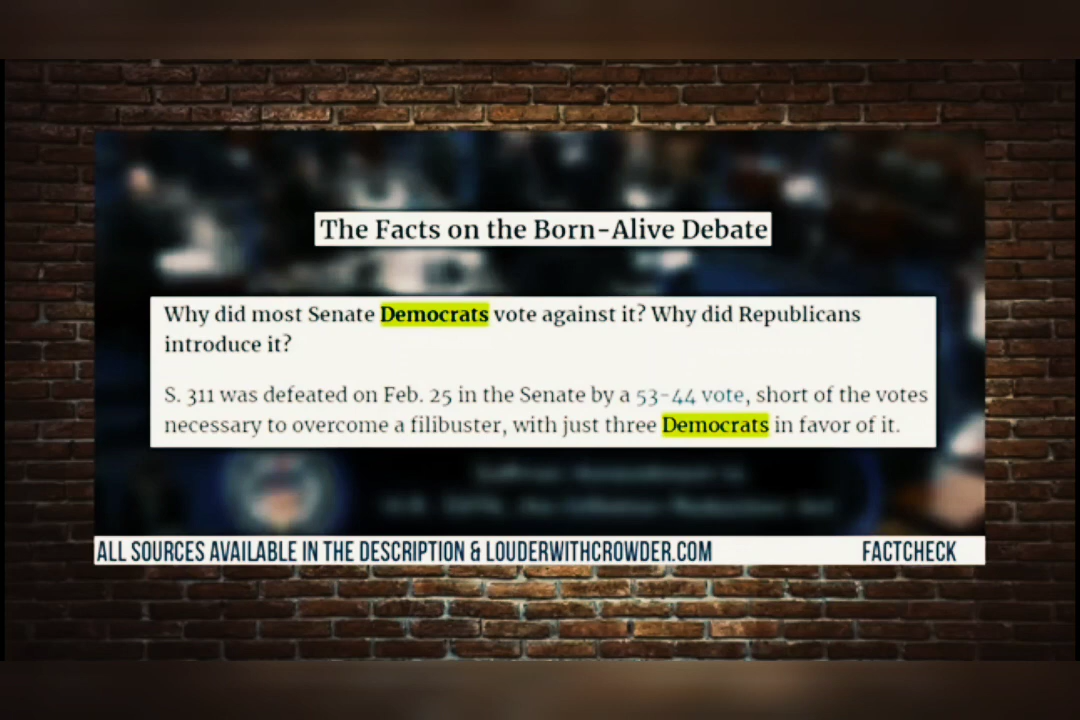 The Facts on the Born-Alive Debate
Why did most Senate Democrats vote against it? Why did Republicans
introduce it?
S. 311 was defeated on Feb. 25 in the Senate by a 53-44 vote, short of the votes
necessary to overcome a filibuster, with just three Democrats in favor of it.
ALL SOURCES AVAILABLE IN THE DESCRIPTION & LOUDERWITHCROWDER.COM
FACTCHECK